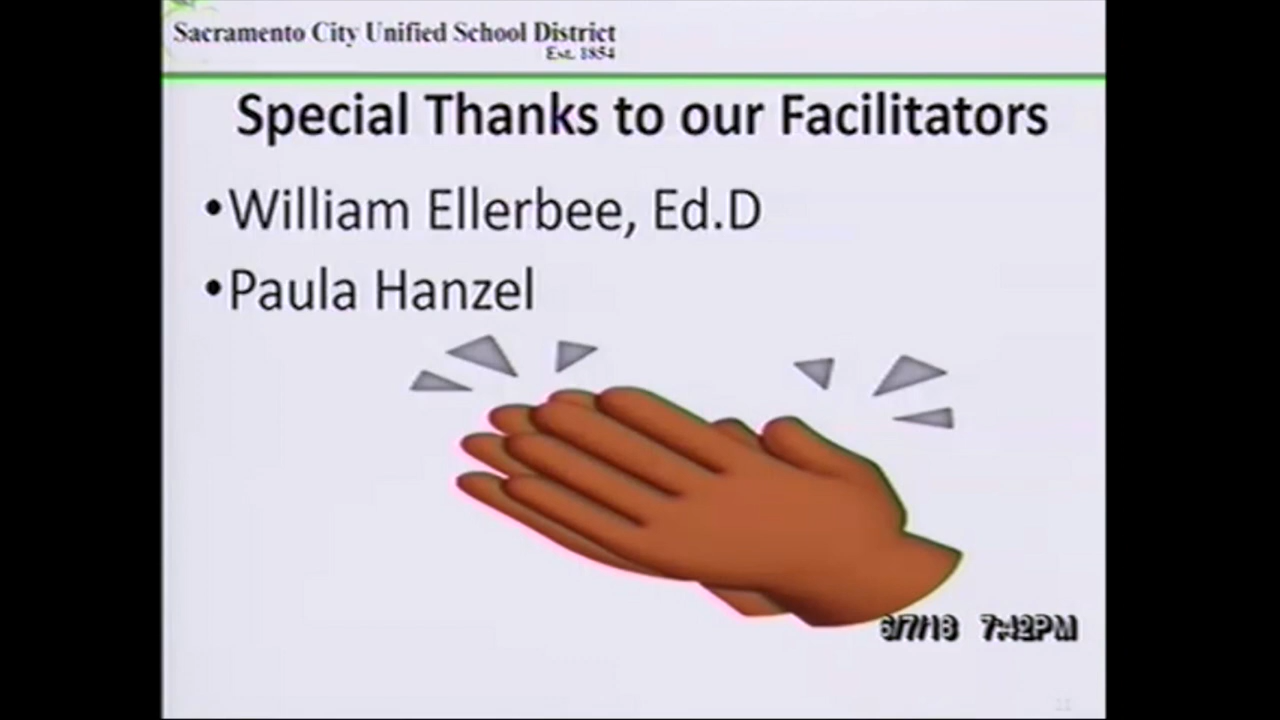 Sacramento City Unified School District
Est. 1854
Special Thanks to our Facilitators
•William Ellerbee, Ed.D
•Paula Hanzel
6/7/18 7:42PM